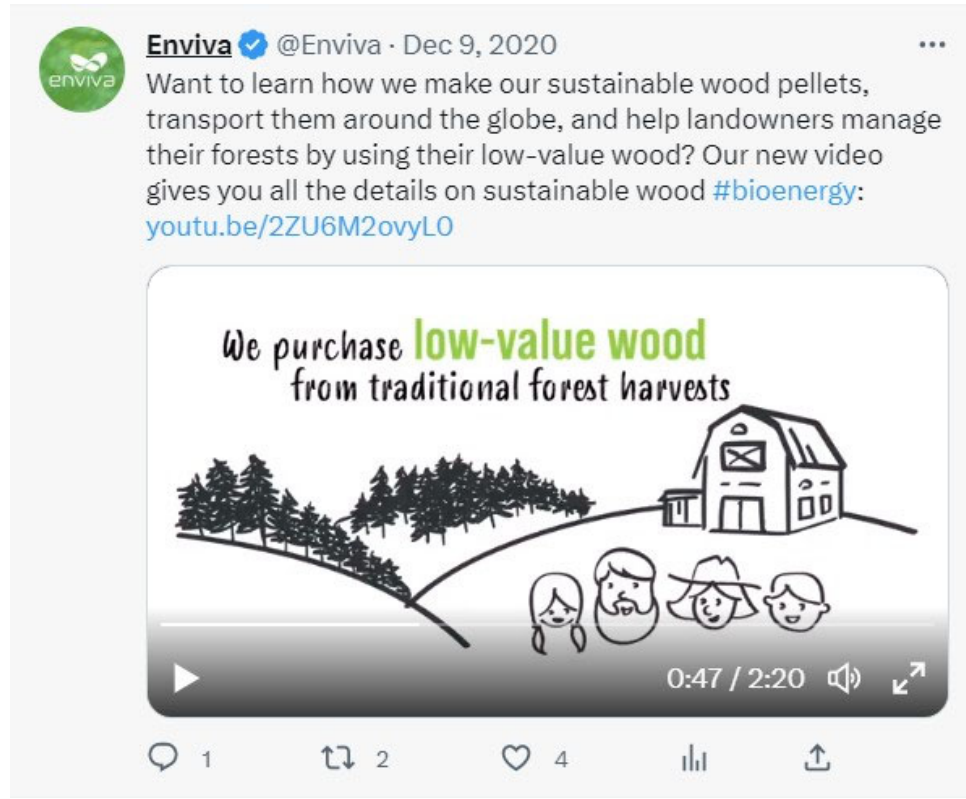 enviva
Enviva @Enviva · Dec 9, 2020
Want to learn how we make our sustainable wood pellets,
transport them around the globe, and help landowners manage
their forests by using their low-value wood? Our new video
gives you all the details on sustainable wood #bioenergy:
youtu.be/2ZU6M2ovyL0
We purchase low-value wood
from traditional forest harvests
0:47 / 2:20
1 2 4